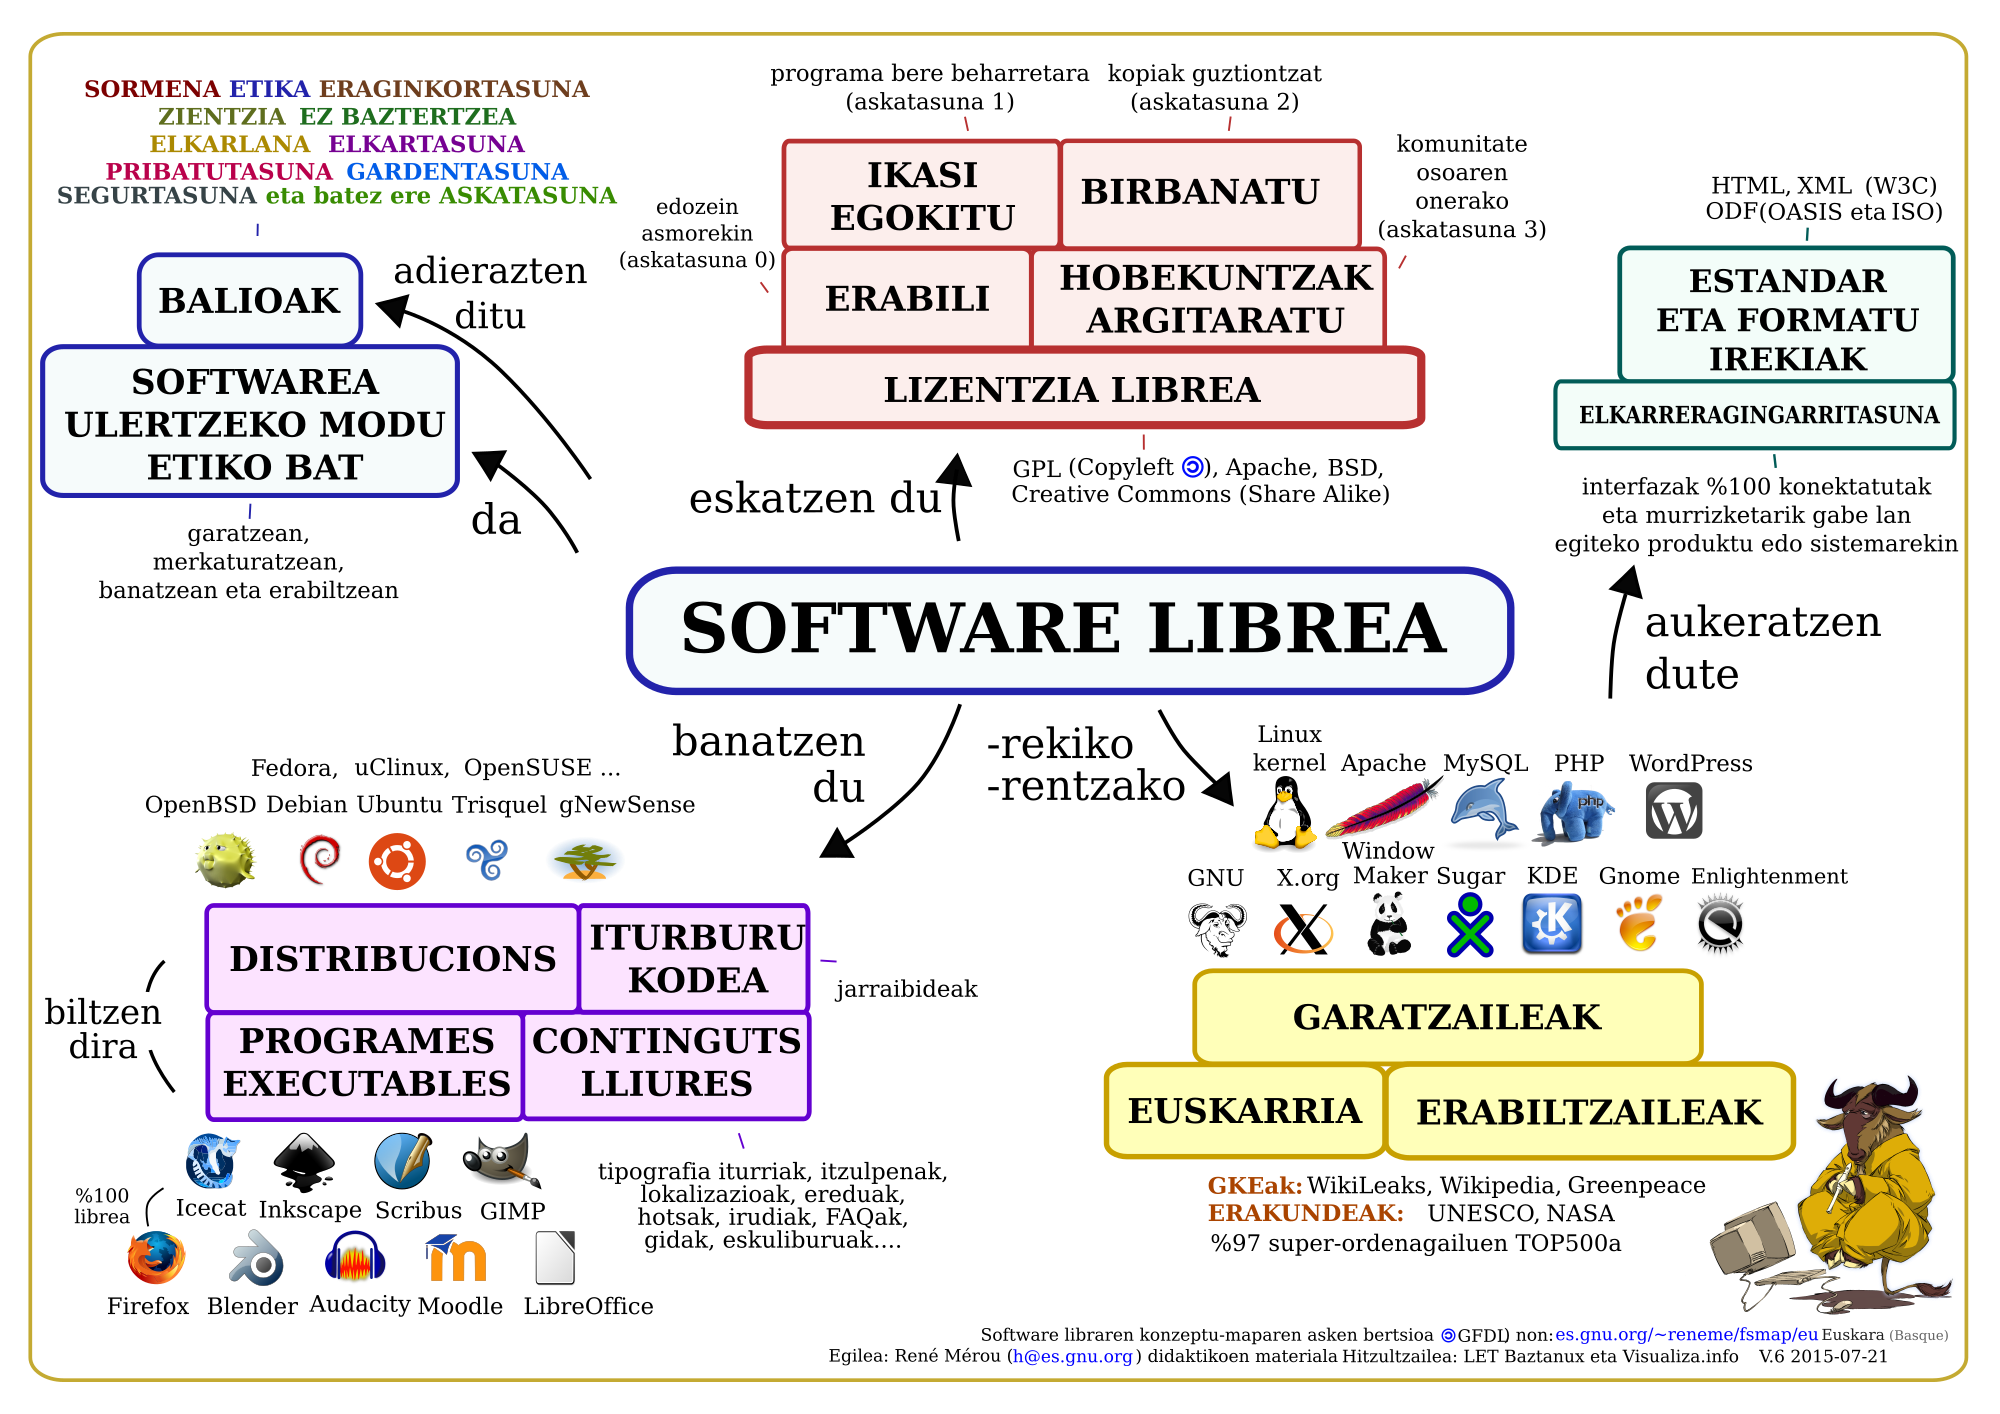 SORMENA ETIKA ERAGINKORTASUNA
ZIENTZIA EZ BAZTERTZEA
ELKARLANA ELKARTASUNA
PRIBATUTASUNA GARDENTASUNA
SEGURTASUNA eta batez ere ASKATASUNA
BALIOAK
SOFTWAREA
ULERTZEKO MODU
ETIKO BAT
garatzean,
merkaturatzean,
banatzean eta erabiltzean
adierazten
ditu
da
programa bere beharretara
(askatasuna 1)
kopiak guztiontzat
(askatasuna 2)
edozein
asmorekin
(askatasuna 0)
komunitate
osoaren
onerako
(askatasuna 3)
IKASI
EGOKITU
BIRBANATU
ERABILI
HOBEKUNTZAK
ARGITARATU
LIZENTZIA LIBREA
GPL (Copyleft ), Apache, BSD,
Creative Commons (Share Alike)
eskatzen du
HTML, XML (W3C)
ODF(OASIS eta ISO)
ESTANDAR
ETA FORMATU
IREKIAK
ELKARRERAGINGARRITASUNA
interfazak %100 konektatutak
eta murrizketarik gabe lan
egiteko produktu edo sistemarekin
aukeratzen
dute
SOFTWARE LIBREA
banatzen
du
-rekiko
-rentzako
Fedora, uClinux, OpenSUSE ...
OpenBSD Debian Ubuntu Trisquel gNewSense
DISTRIBUCIONS
ITURBURU
KODEA
PROGRAMES
EXECUTABLES
CONTINGUTS
LLIURES
jarraibideak
biltzen
dira
Icecat Inkscape Scribus GIMP
%100
librea
Firefox Blender Audacity Moodle LibreOffice
tipografia iturriak, itzulpenak,
lokalizazioak, ereduak,
hotsak, irudiak, FAQak,
gidak, eskuliburuak....
Linux
kernel Apache MySQL PHP WordPress
php
GNU X.org Window
Maker Sugar KDE Gnome Enlightenment
GARATZAILEAK
EUSKARRIA
ERABILTZAILEAK
GKEak: WikiLeaks, Wikipedia, Greenpeace
ERAKUNDEAK: UNESCO, NASA
%97 super-ordenagailuen TOP500a
Software libraren konzeptu-maparen asken bertsioa GFDL) non: es.gnu.org/~reneme/fsmap/eu Euskara (Basque)
Egilea: René Mérou (h@es.gnu.org) didaktikoen materiala Hitzultzailea: LET Baztanux eta Visualiza.info V.6 2015-07-21